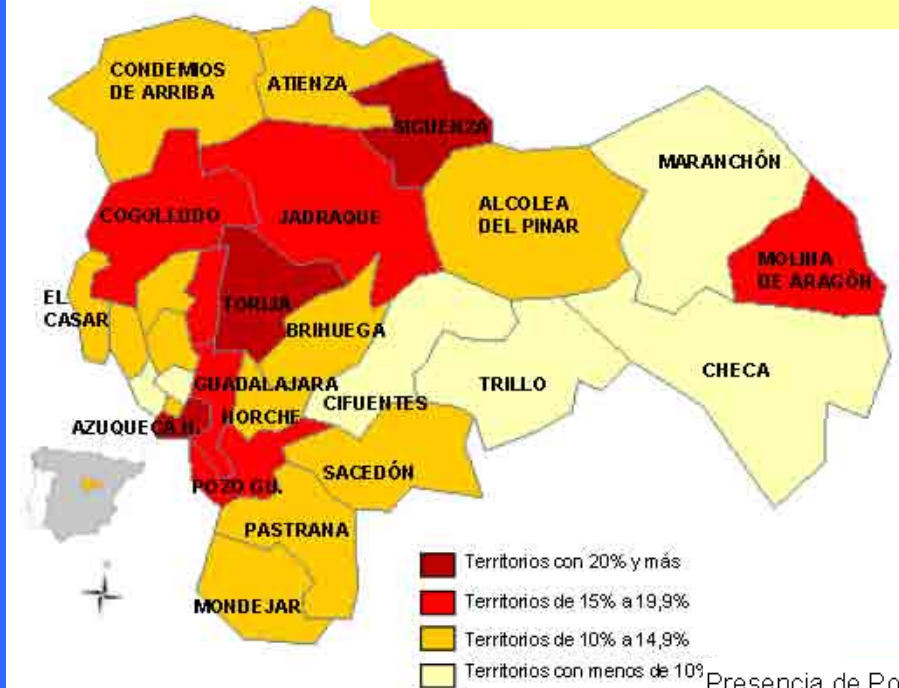 CONDEMIOS
DE ARRIBA
ATIENZA
SIGUENZA
MARANCHÓN
COGOLLUDO
JADRAQUE
ALCOLEA
DEL PINAR
MOLINA
DE ARAGÓN
EL
CASAR
TORIJA
BRIHUEGA
GUADALAJARA
CIFUENTES
TRILLO
CHECA
AZUQUECA H.
HORCHE
POZO GU.
SACEDÓN
PASTRANA
MONDEJAR
Territorios con 20% y más
Territorios de 15% a 19,9%
Territorios de 10% a 14,9%
Territorios con menos de 10%
Presencia de Po